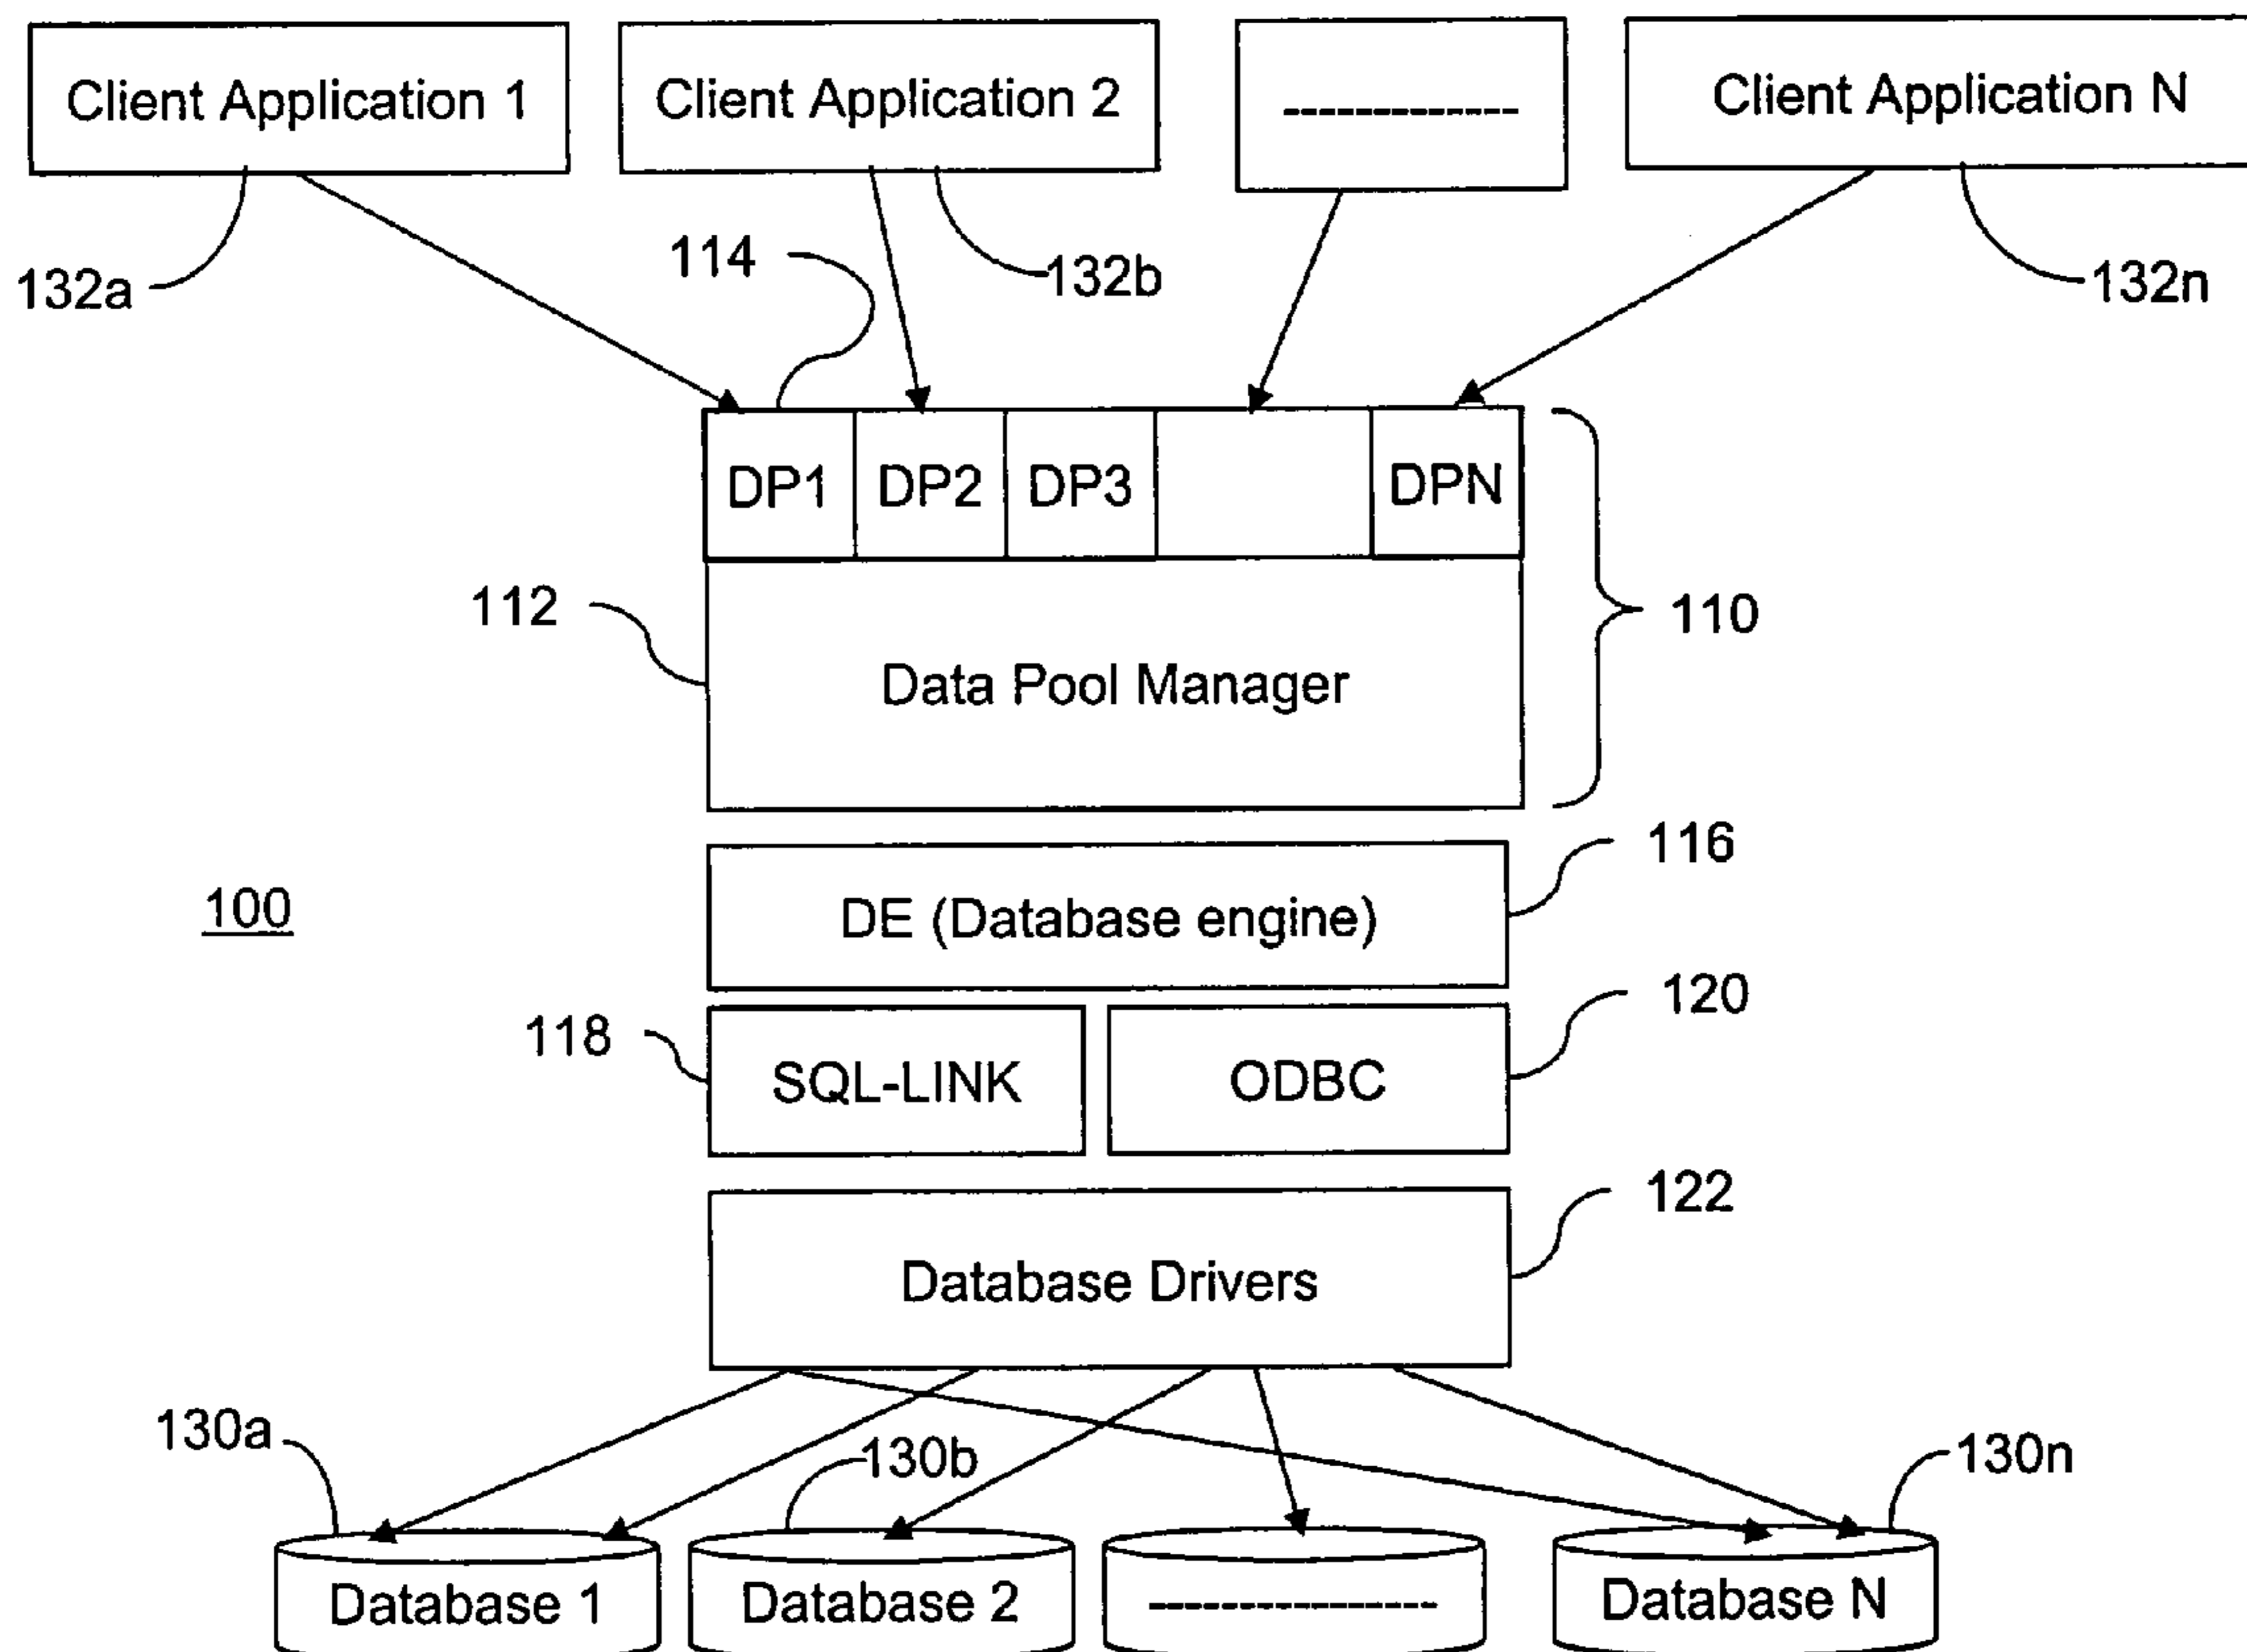 Client Application 1
Client Application 2
-------------
Client Application N
132a
114
132b
132n
DP1
DP2
DP3
DPN
112
Data Pool Manager
110
116
100
DE (Database engine)
118
SQL-LINK
ODBC
120
122
Database Drivers
130a
130b
130n
Database 1
Database 2
----------------
Database N